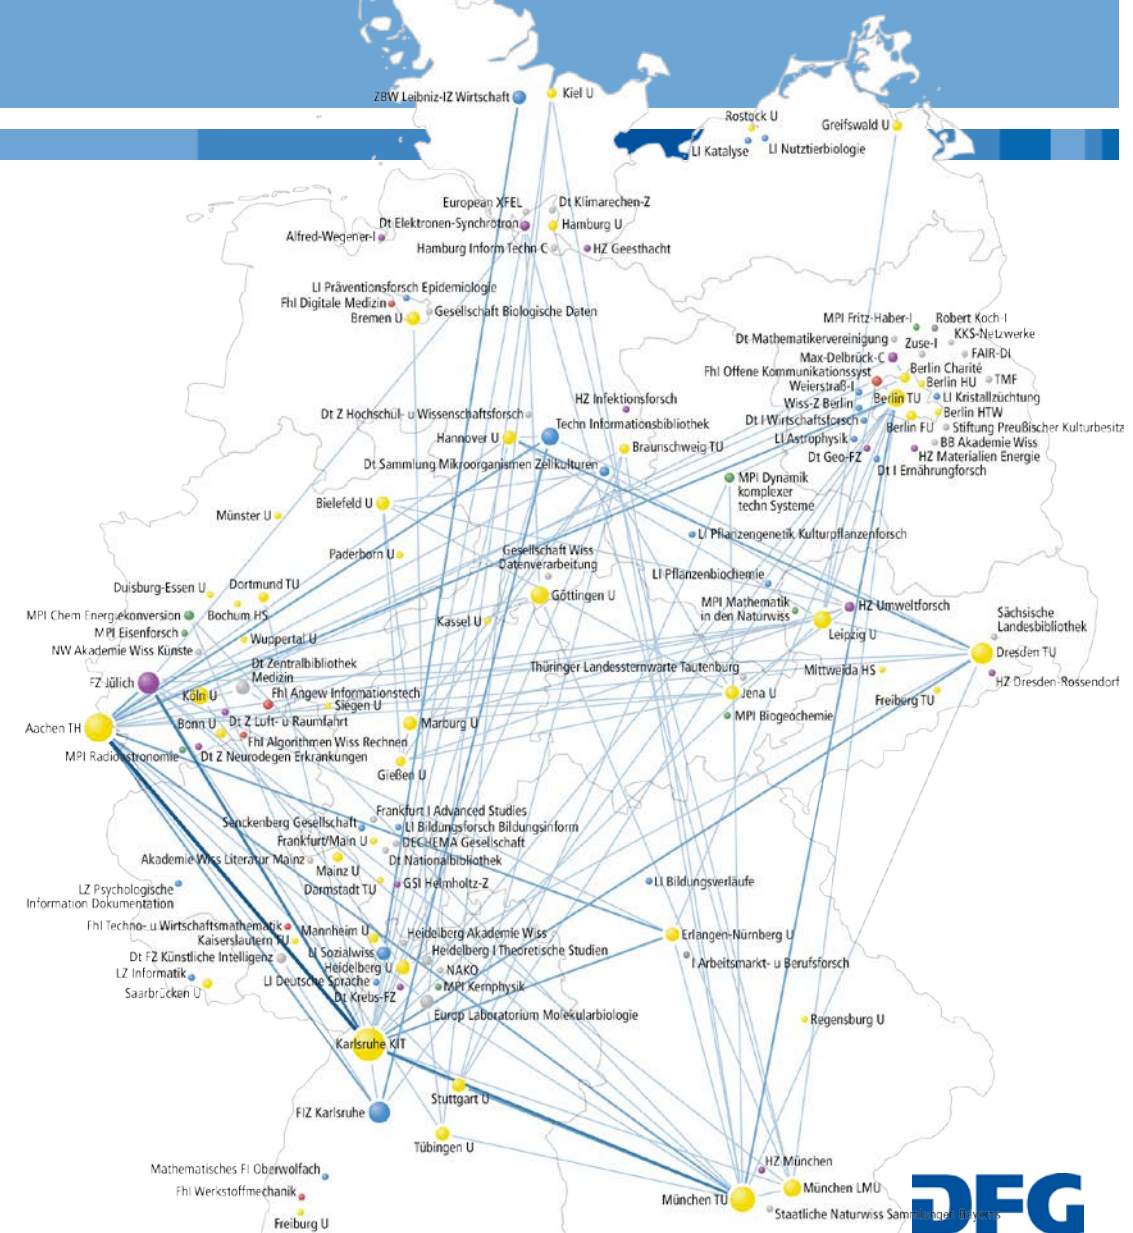 ZBW Leibniz-IZ Wirtschaft
Kiel U
Rostock U
Greifswald U
LI Katalyse
LI Nutztierbiologie
European XFEL
Dt Klimarechen-Z
Dt Elektronen-Synchrotron
Hamburg U
Alfred-Wegener-I
Hamburg Inform Techn C
HZ Geesthacht
LI Präventionsforsch Epidemiologie
FhI Digitale Medizin
Gesellschaft Biologische Daten
Bremen U
MPI Fritz-Haber-I
Robert Koch-I
KKS-Netzwerke
Dt Mathematikervereinigung
Zuse-I
FAIR-DI
Max-Delbrück-C
Berlin Charité
FhI Offene Kommunikationssyst
Berlin HU
TMF
Weierstraß-I
Berlin TU
LI Kristallzüchtung
Wiss-Z Berlin
Berlin HTW
Dt I Wirtschaftsforsch
Berlin FU
Stiftung Preußischer Kulturbesitz
LI Astrophysik
BB Akademie Wiss
Dt Geo-FZ
HZ Materialien Energie
Dt I Ernährungforsch
HZ Infektionsforsch
Dt Z Hochschul- u Wissenschaftsforsch
Techn Informationsbibliothek
Hannover U
Braunschweig TU
Dt Sammlung Mikroorganismen Zellkulturen
MPI Dynamik
komplexer
techn Systeme
Bielefeld U
Münster U
LI Pflanzengenetik Kulturpflanzenforsch
Paderborn U
Gesellschaft Wiss
Datenverarbeitung
LI Pflanzenbiochemie
Duisburg-Essen U
Dortmund TU
Göttingen U
MPI Mathematik
in den Naturwiss
HZ Umweltforsch
MPI Chem Energiekonversion
Bochum HS
Kassel U
Leipzig U
Sächsische
Landesbibliothek
MPI Eisenforsch
Wuppertal U
NW Akademie Wiss Künste
Dresden TU
Dt Zentralbibliothek
Medizin
Thüringer Landessternwarte Tautenburg
Mittweida HS
HZ Dresden-Rossendorf
FZ Jülich
Köln U
FhI Angew Informationstech
Siegen U
Jena U
Freiberg TU
Aachen TH
Bonn U
Dt Z Luft- u Raumfahrt
Marburg U
MPI Biogeochemie
FhI Algorithmen Wiss Rechnen
MPI Radioastronomie
Dt Z Neurodegen Erkrankungen
Gießen U
Frankfurt I Advanced Studies
Senckenberg Gesellschaft
LI Bildungsforsch Bildungsinform
Frankfurt/Main U
DECHEMA Gesellschaft
Akademie Wiss Literatur Mainz
Dt Nationalbibliothek
Mainz U
Darmstadt TU
GSI Helmholtz-Z
LZ Psychologische
Information Dokumentation
LI Bildungsverläufe
FhI Techno- u Wirtschaftsmathematik
Mannheim U
Heidelberg Akademie Wiss
Erlangen-Nürnberg U
Kaiserslautern TU
LI Sozialwiss
Heidelberg I Theoretische Studien
Dt FZ Künstliche Intelligenz
Heidelberg U
NAKO
I Arbeitsmarkt- u Berufsforsch
LZ Informatik
LI Deutsche Sprache
MPI Kernphysik
Saarbrücken U
Dt Krebs-FZ
Europ Laboratorium Molekularbiologie
Regensburg U
Karlsruhe KIT
Stuttgart U
FIZ Karlsruhe
Tübingen U
Mathematisches FI Oberwolfach
HZ München
FhI Werkstoffmechanik
München TU
München LMU
Freiburg U
Staatliche Naturwiss Sammlungen Bayerns
DFG